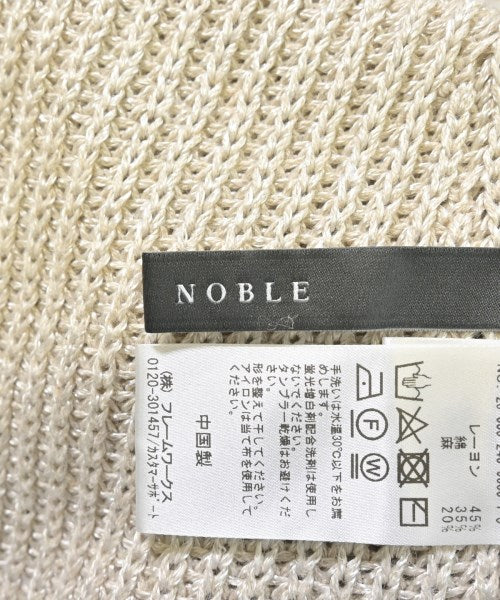 NOBLE
レーヨン 45%
綿 35%
麻 20%
手洗いは水温30℃以下をお薦
めします。
蛍光増白剤配合洗剤は使用し
ないでください。
タンブラー乾燥はお避けくだ
さい。
形を整えて干してください。
アイロンは当て布を使用して
ください。
中国製
(株)フレームワークス
0120-301457/カスタマーサポート